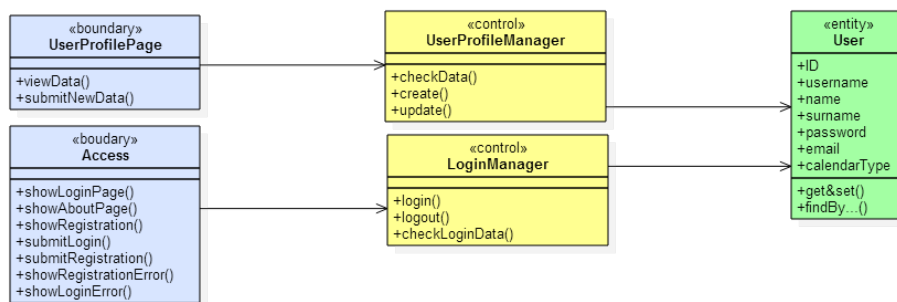 «boundary»
UserProfilePage
+viewData()
+submitNewData()
«control»
UserProfileManager
+checkData()
+create()
+update()
«entity»
User
+ID
+username
+name
+surname
+password
+email
+calendarType
+get&set()
+findBy...()
«boudary»
Access
+showLoginPage()
+showAboutPage()
+showRegistration()
+submitLogin()
+submitRegistration()
+showRegistrationError()
+showLoginError()
«control»
LoginManager
+login()
+logout()
+checkLoginData()